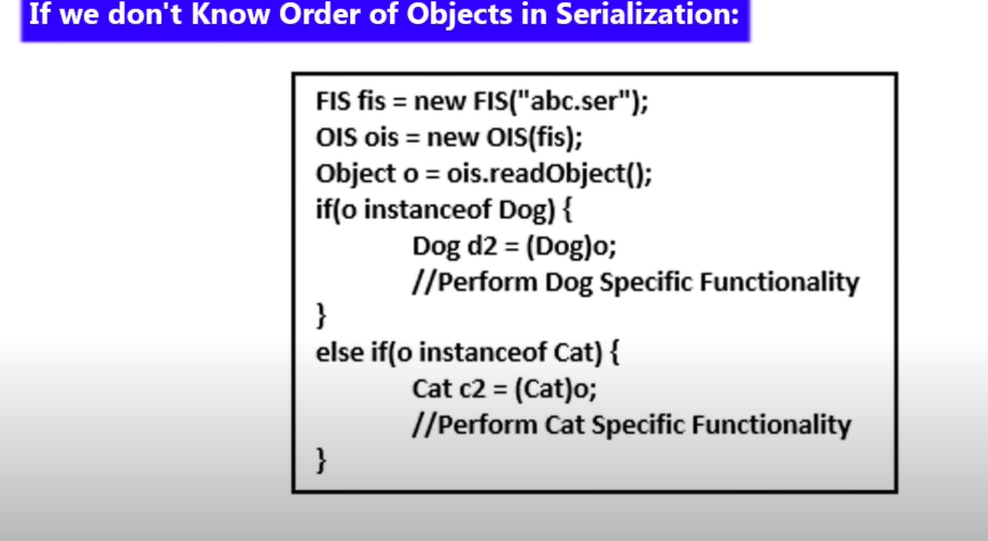 If we don't Know Order of Objects in Serialization:
FIS fis = new FIS("abc.ser");
OIS ois = new OIS(fis);
Object o = ois.readObject();
if(o instanceof Dog) {
Dog d2 = (Dog)o;
//Perform Dog Specific Functionality
}
else if(o instanceof Cat) {
Cat c2 = (Cat)o;
//Perform Cat Specific Functionality
}